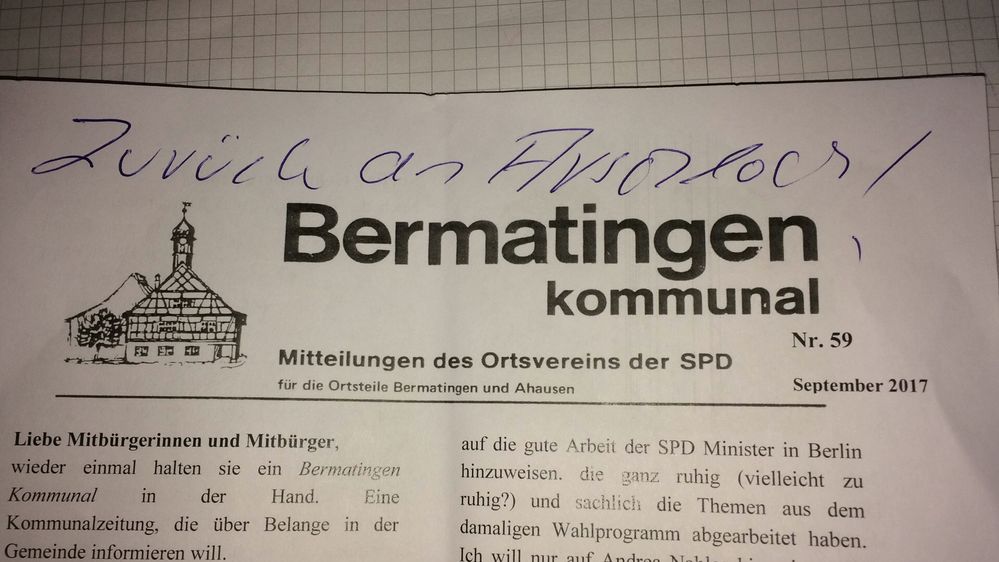 Zurück an Arschloch!
Bermatingen
kommunal
Nr. 59
Mitteilungen des Ortsvereins der SPD
für die Ortsteile Bermatingen und Ahausen
September 2017
Liebe Mitbürgerinnen und Mitbürger,
wieder einmal halten sie ein Bermatingen
Kommunal in der Hand. Eine
Kommunalzeitung, die über Belange in der
Gemeinde informieren will.
auf die gute Arbeit der SPD Minister in Berlin
hinzuweisen. die ganz ruhig (vielleicht zu
ruhig?) und sachlich die Themen aus dem
damaligen Wahlprogramm abgearbeitet haben.
Ich will nur auf Andrea